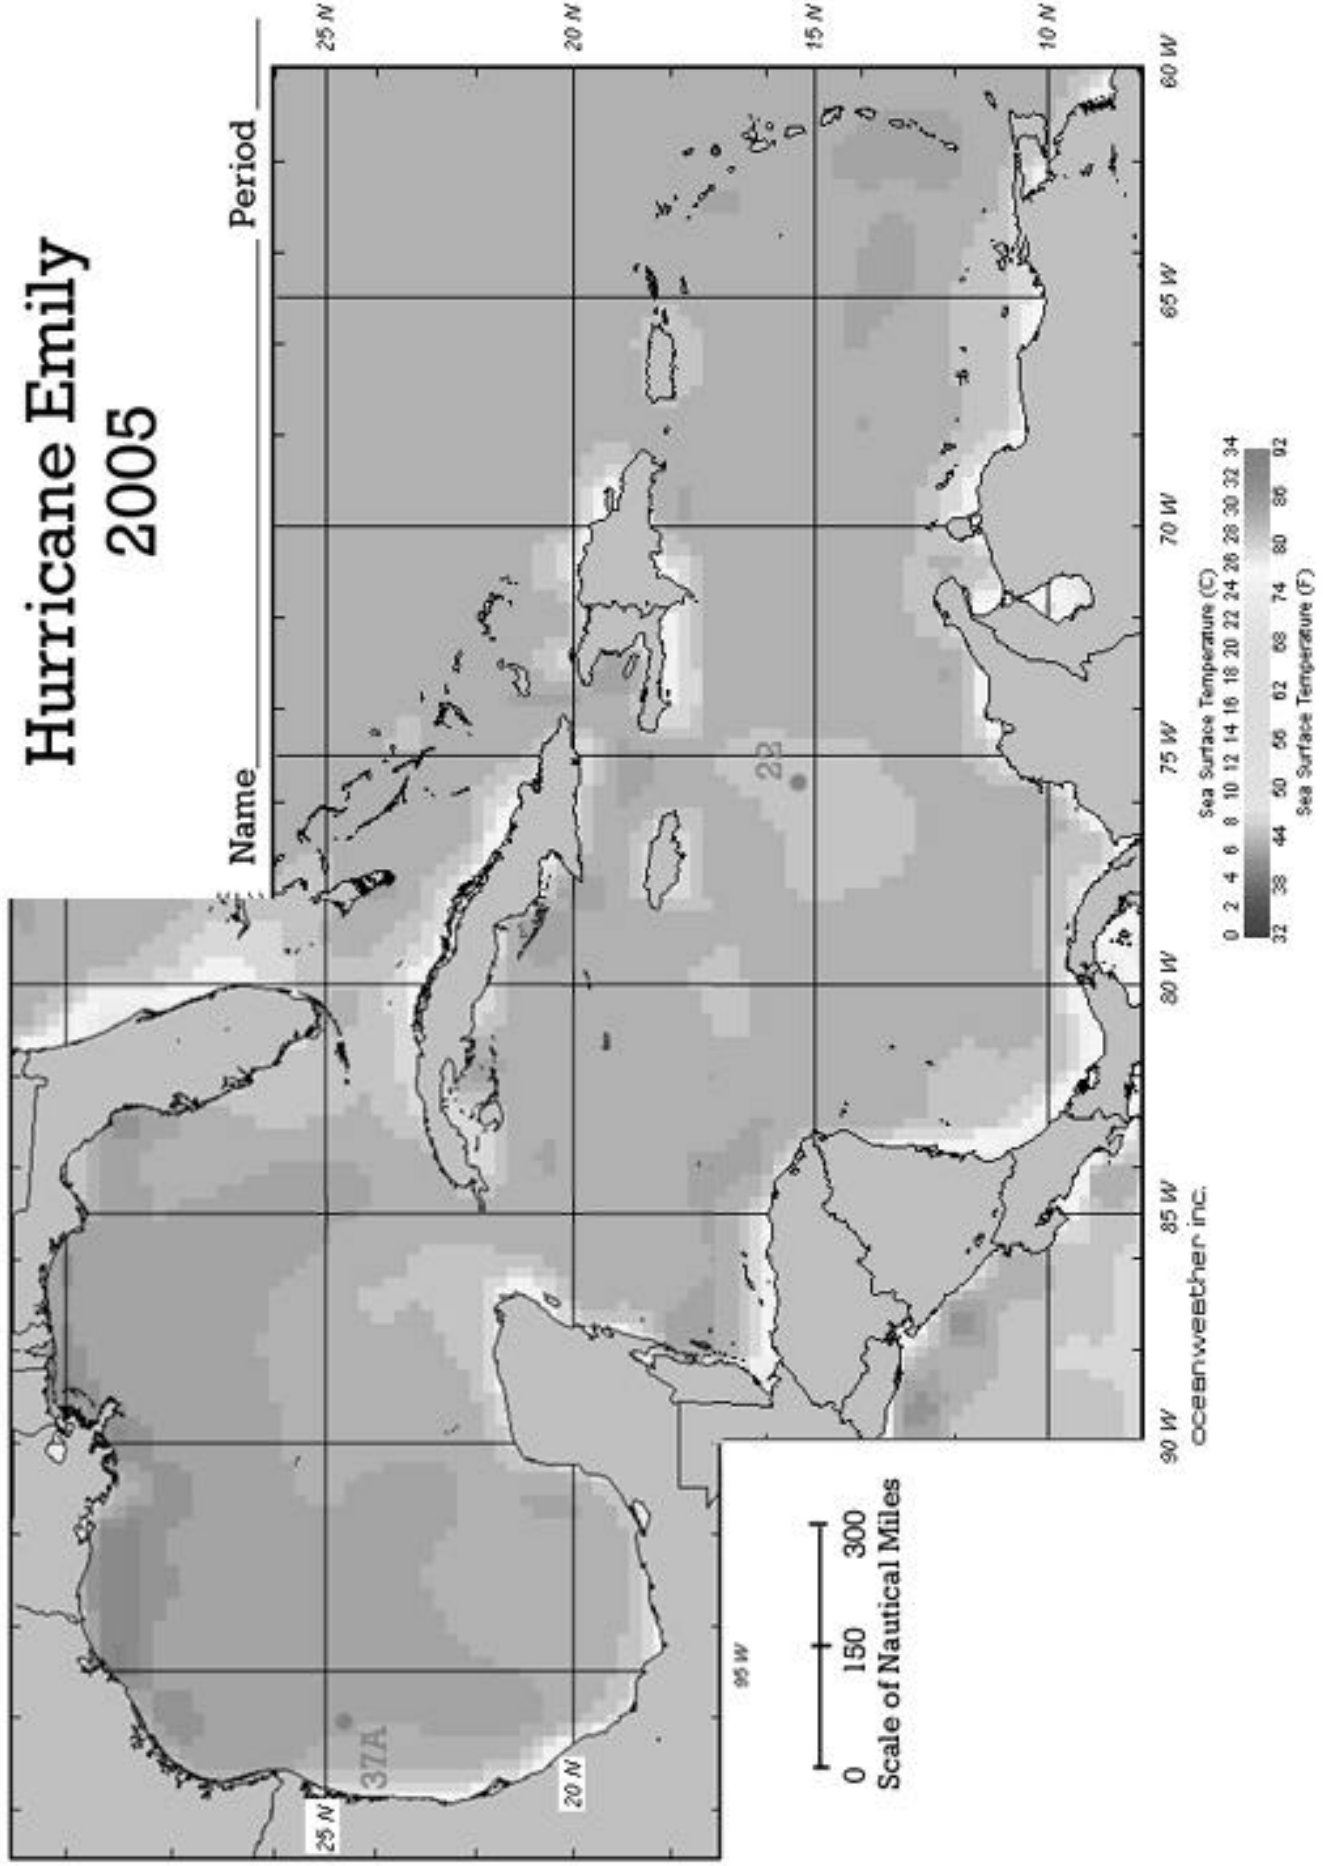 Hurricane Emily
2005
Name
Period
25 N
20 N
15 N
10 N
22
37A
25 N
20 N
95 W
90 W
85 W
80 W
75 W
70 W
65 W
60 W
0 150 300
Scale of Nautical Miles
oceanweather inc.
Sea Surface Temperature (C)
0 2 4 6 8 10 12 14 16 18 20 22 24 26 28 30 32 34
32 38 44 50 56 62 68 74 80 86 92
Sea Surface Temperature (F)